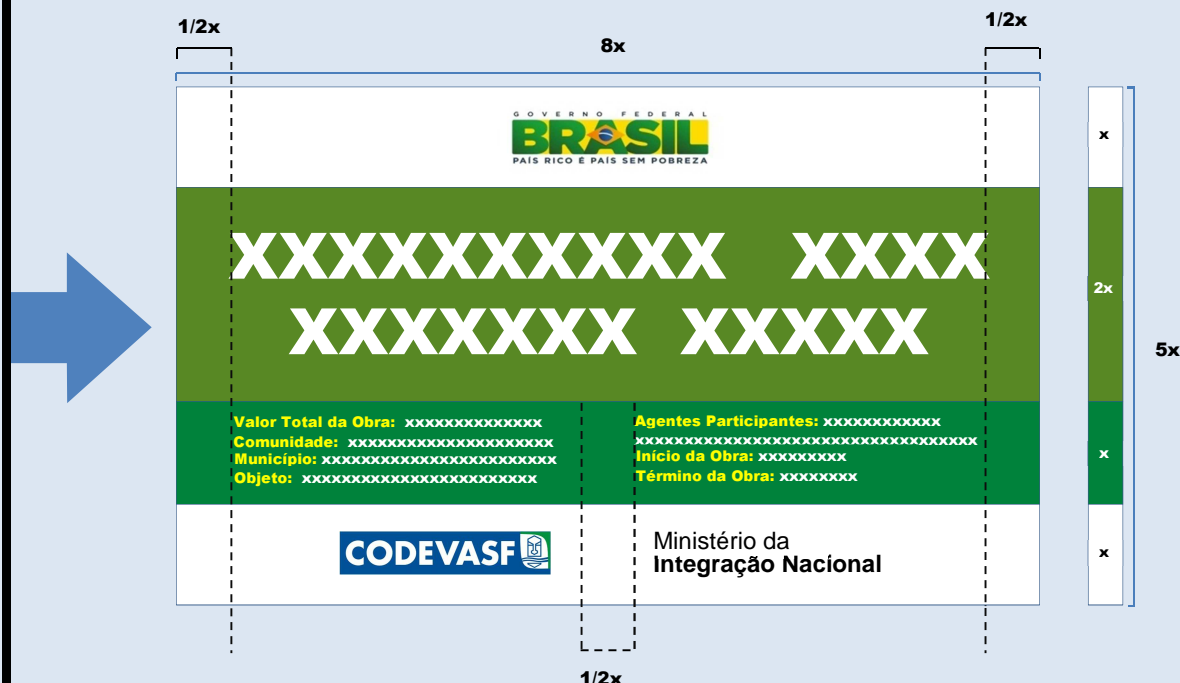 1/2x
1/2x
8x
GOVERNO FEDERAL
BRASIL
PAÍS RICO É PAÍS SEM POBREZA
x
XXXXXXXXXXX XXXX
XXXXXXX XXXXX
2x
5x
Valor Total da Obra: xxxxxxxxxxxxxx
Comunidade: xxxxxxxxxxxxxxxxxxxxx
Município: xxxxxxxxxxxxxxxxxxxxxxxx
Objeto: xxxxxxxxxxxxxxxxxxxxxxxx
Agentes Participantes: xxxxxxxxxxxx
xxxxxxxxxxxxxxxxxxxxxxxxxxxxxxxxxxx
Início da Obra: xxxxxxxxx
Término da Obra: xxxxxxxx
x
CODEVASF
Ministério da
Integração Nacional
x
1/2x